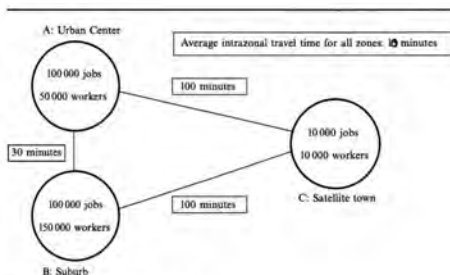 A: Urban Center
Average intrazonal travel time for all zones: 10 minutes
100 000 jobs
50 000 workers
100 minutes
10 000 jobs
10 000 workers
30 minutes
C: Satellite town
100 000 jobs
150 000 workers
100 minutes
B: Suburb